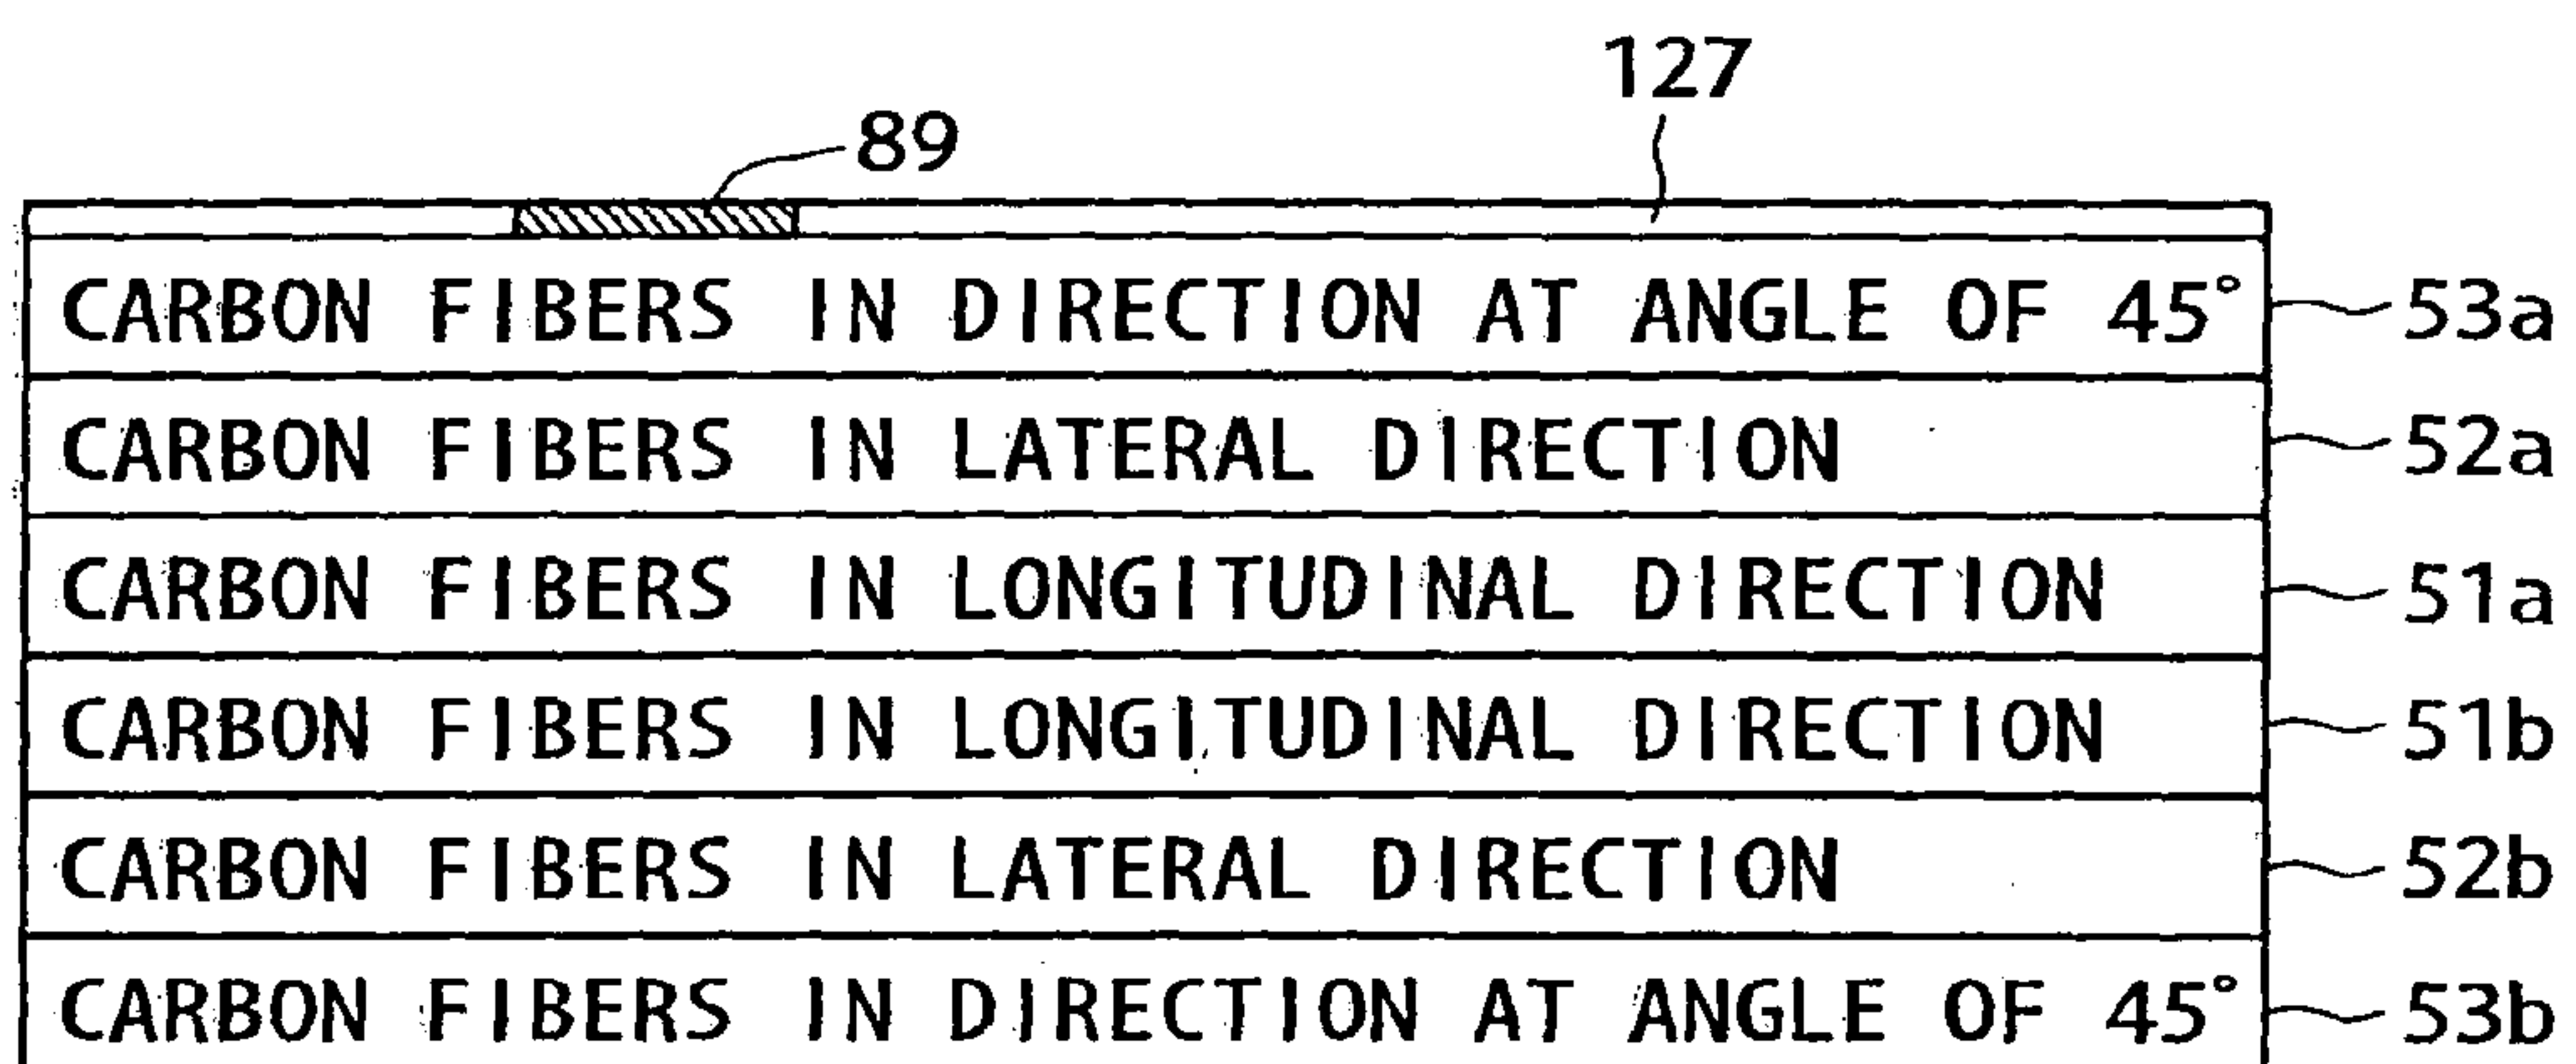 127
89
CARBON FIBERS IN DIRECTION AT ANGLE OF 45° 53a
CARBON FIBERS IN LATERAL DIRECTION 52a
CARBON FIBERS IN LONGITUDINAL DIRECTION 51a
CARBON FIBERS IN LONGITUDINAL DIRECTION 51b
CARBON FIBERS IN LATERAL DIRECTION 52b
CARBON FIBERS IN DIRECTION AT ANGLE OF 45° 53b